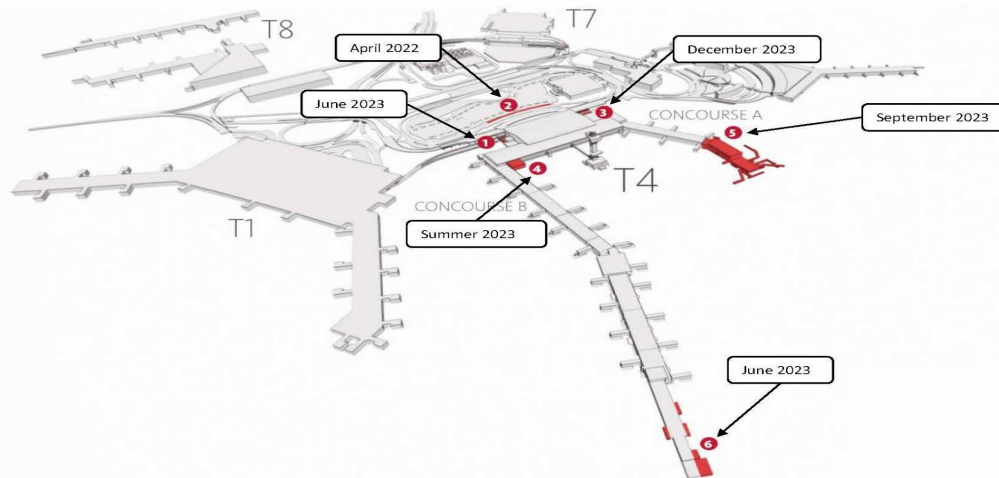 T8
T7
April 2022
December 2023
2
June 2023
3
CONCOURSE A
5
September 2023
1
4
T4
T1
CONCOURSE B
Summer 2023
June 2023
6